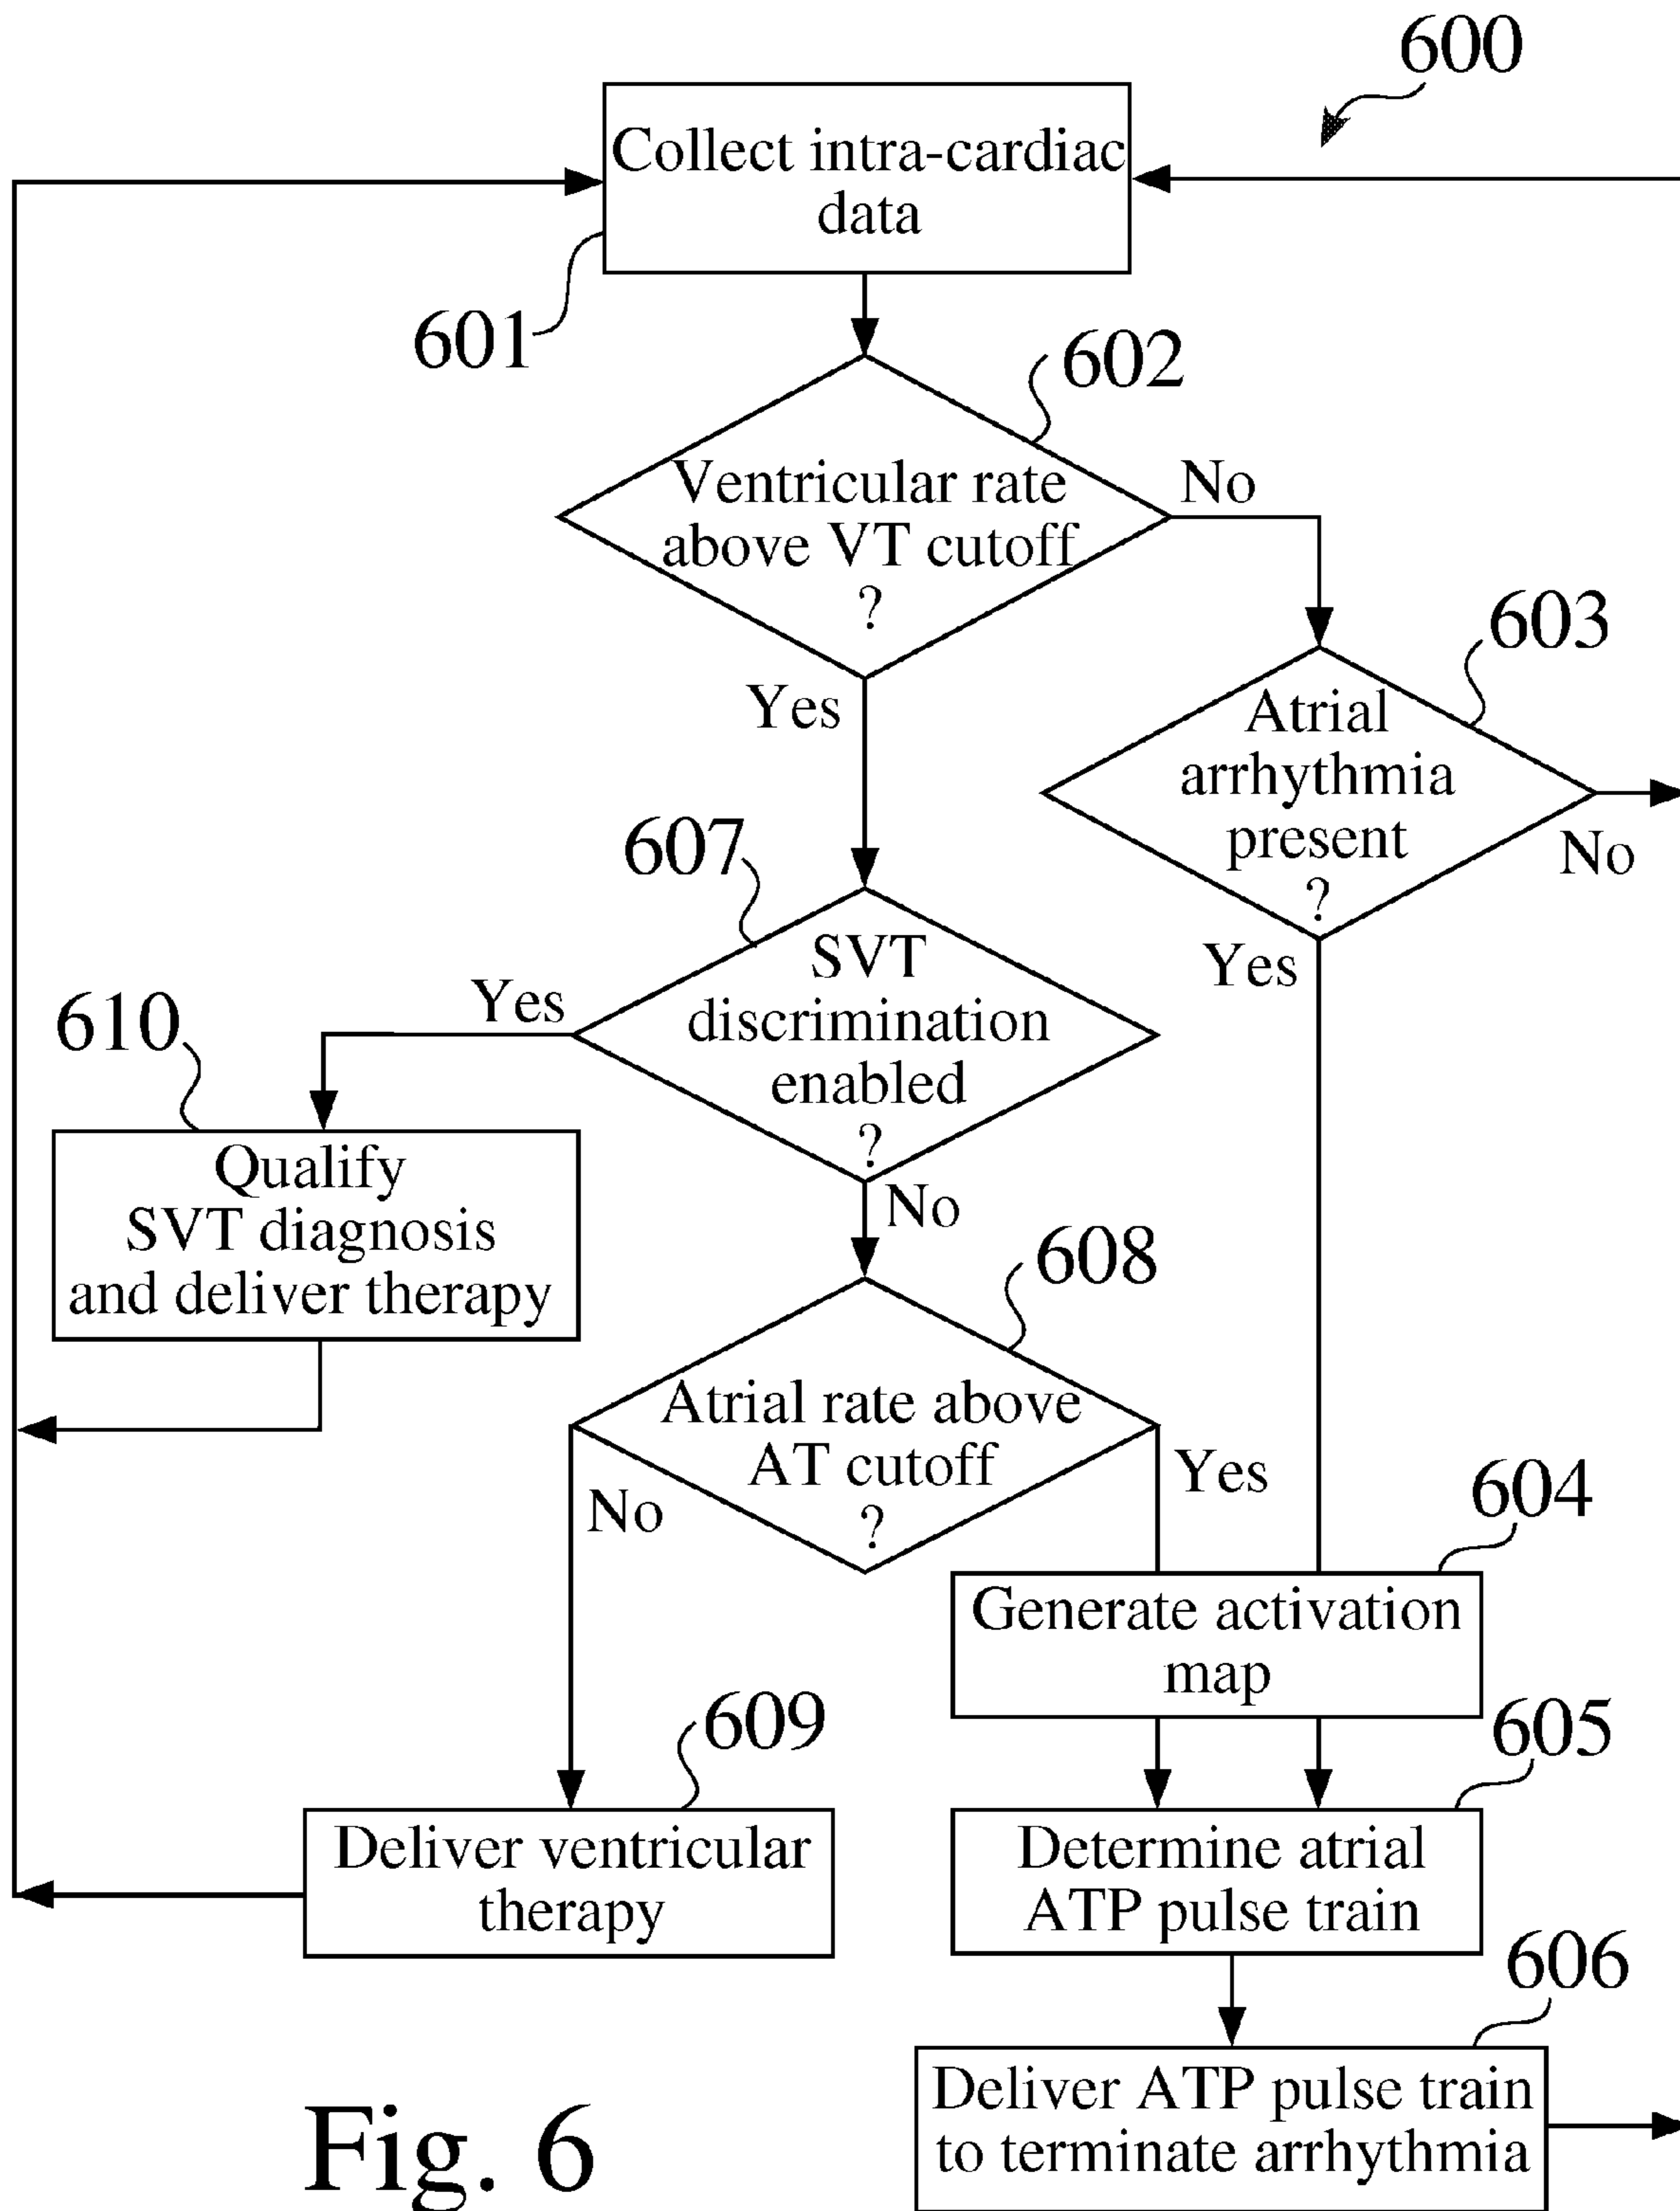 600
Collect intra-cardiac
data
601
602
Ventricular rate
above VT cutoff
?
No
Yes
603
Atrial
arrhythmia
present
?
No
Yes
607
SVT
discrimination
enabled
?
Yes
No
610
Qualify
SVT diagnosis
and deliver therapy
608
Atrial rate above
AT cutoff
?
No
Yes
604
Generate activation
map
609
Deliver ventricular
therapy
605
Determine atrial
ATP pulse train
606
Deliver ATP pulse train
to terminate arrhythmia
Fig. 6